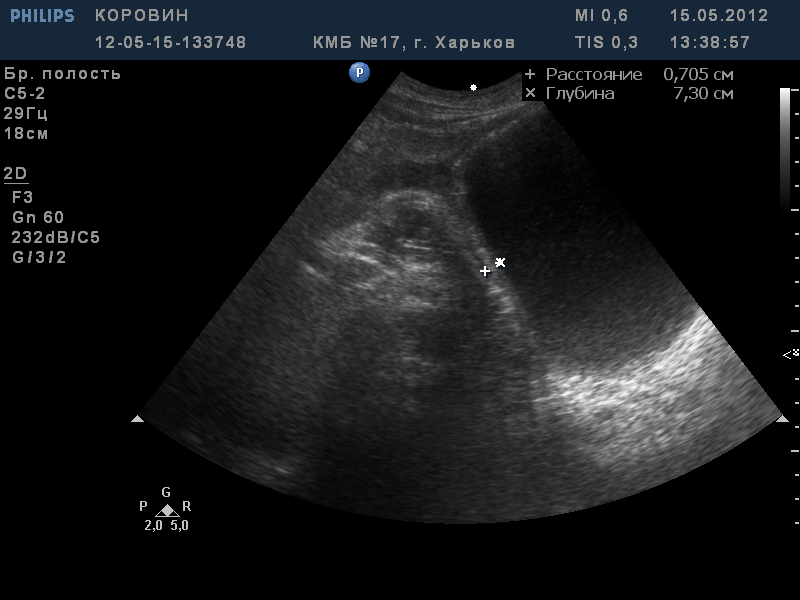 PHILIPS КОРОВИН MI 0,6 15.05.2012
12-05-15-133748 КМБ №17, г. Харьков TIS 0,3 13:38:57
Бр. полость
C5-2
29Гц
18см
P
+ Расстояние 0,705 см
× Глубина 7,30 см
2D
F3
Gn 60
232dB/C5
G/3/2
G
P R
2,0 5,0